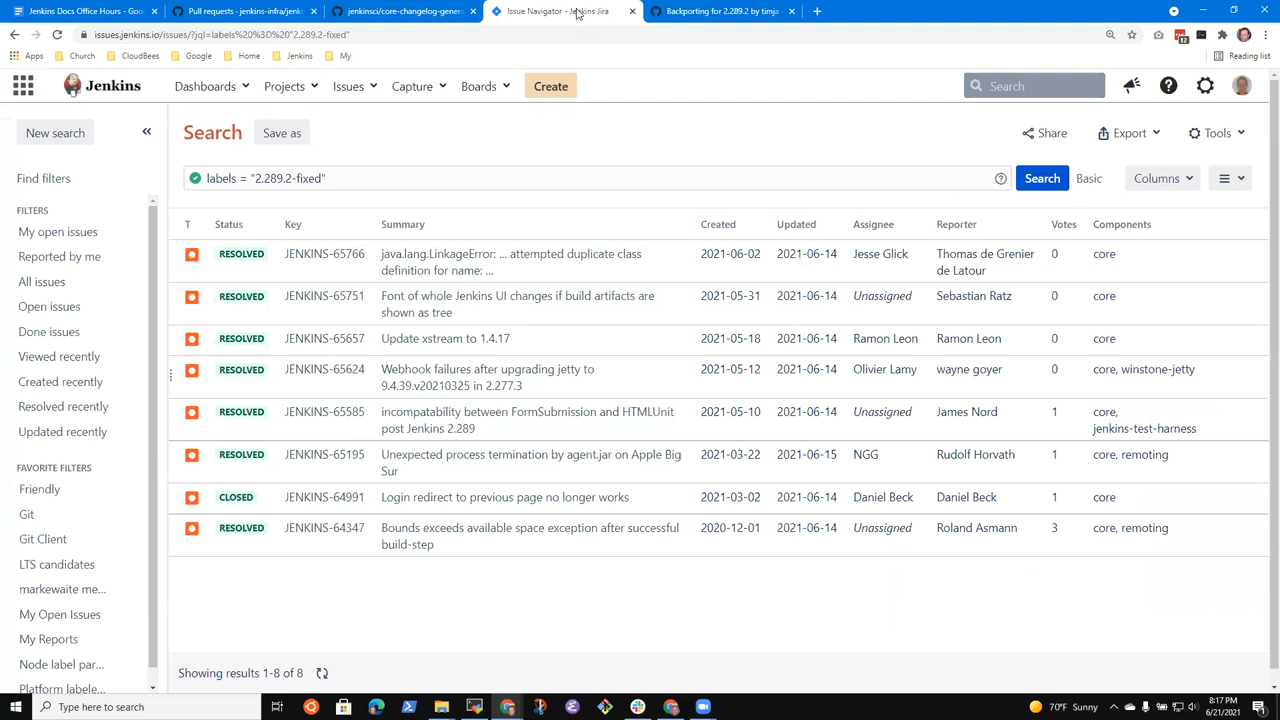 Jenkins Docs Office Hours - Goo
Pull requests · jenkins-infra/jenki
jenkinsci/core-changelog-genera
Issue Navigator - Jenkins Jira
Backporting for 2.289.2 by timja
issues.jenkins.io/issues/?jql=labels%20%3D%20"2.289.2-fixed"
12
Apps
Church
CloudBees
Google
Home
Jenkins
My
Reading list
Jenkins
Dashboards
Projects
Issues
Capture
Boards
Create
Search
New search
Search
Save as
Share
Export
Tools
Find filters
labels = "2.289.2-fixed"
Search
Basic
Columns
FILTERS
My open issues
Reported by me
All issues
Open issues
Done issues
Viewed recently
Created recently
Resolved recently
Updated recently
FAVORITE FILTERS
Friendly
Git
Git Client
LTS candidates
markewaite me...
My Open Issues
My Reports
Node label par...
Platform labele...
T Status Key Summary Created Updated Assignee Reporter Votes Components
RESOLVED JENKINS-65766 java.lang.LinkageError: ... attempted duplicate class 2021-06-02 2021-06-14 Jesse Glick Thomas de Grenier 0 core
definition for name: ... de Latour
RESOLVED JENKINS-65751 Font of whole Jenkins UI changes if build artifacts are 2021-05-31 2021-06-14 Unassigned Sebastian Ratz 0 core
shown as tree
RESOLVED JENKINS-65657 Update xstream to 1.4.17 2021-05-18 2021-06-14 Ramon Leon Ramon Leon 0 core
RESOLVED JENKINS-65624 Webhook failures after upgrading jetty to 2021-05-12 2021-06-14 Olivier Lamy wayne goyer 0 core, winstone-jetty
9.4.39.v20210325 in 2.277.3
RESOLVED JENKINS-65585 incompatability between FormSubmission and HTMLUnit 2021-05-10 2021-06-14 Unassigned James Nord 1 core,
post Jenkins 2.289 jenkins-test-harness
RESOLVED JENKINS-65195 Unexpected process termination by agent.jar on Apple Big 2021-03-22 2021-06-15 NGG Rudolf Horvath 1 core, remoting
Sur
CLOSED JENKINS-64991 Login redirect to previous page no longer works 2021-03-02 2021-06-14 Daniel Beck Daniel Beck 1 core
RESOLVED JENKINS-64347 Bounds exceeds available space exception after successful 2020-12-01 2021-06-14 Unassigned Roland Asmann 3 core, remoting
build-step
Showing results 1-8 of 8
Type here to search
70°F Sunny
8:17 PM
6/21/2021